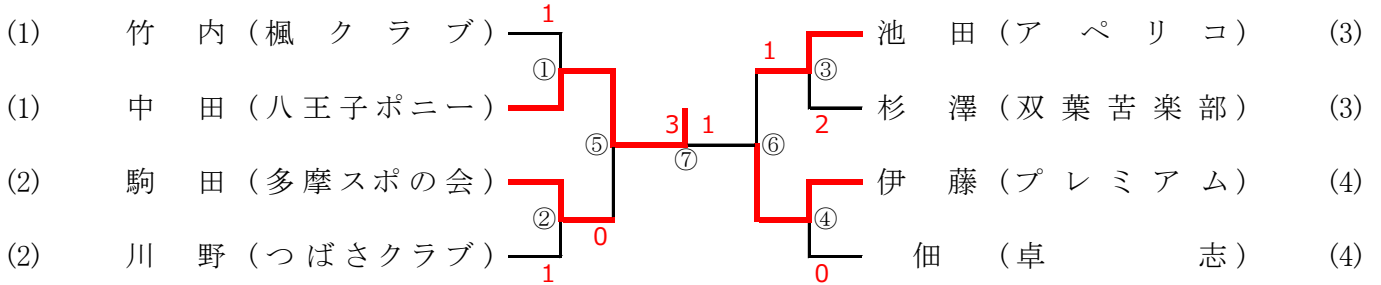 1
(1) 竹 内 (楓 ク ラ ブ) 池 田 (ア ペ リ コ) (3)
1
① ③
(1) 中 田 (八王子ポニー) 杉 澤 (双 葉 苦 楽 部) (3)
3 1 2
⑤ ⑦ ⑥
(2) 駒 田 (多摩スポの会) 伊 藤 (プ レ ミ ア ム) (4)
② ④
0
(2) 川 野 (つばさクラブ) 佃 (卓 志) (4)
1 0